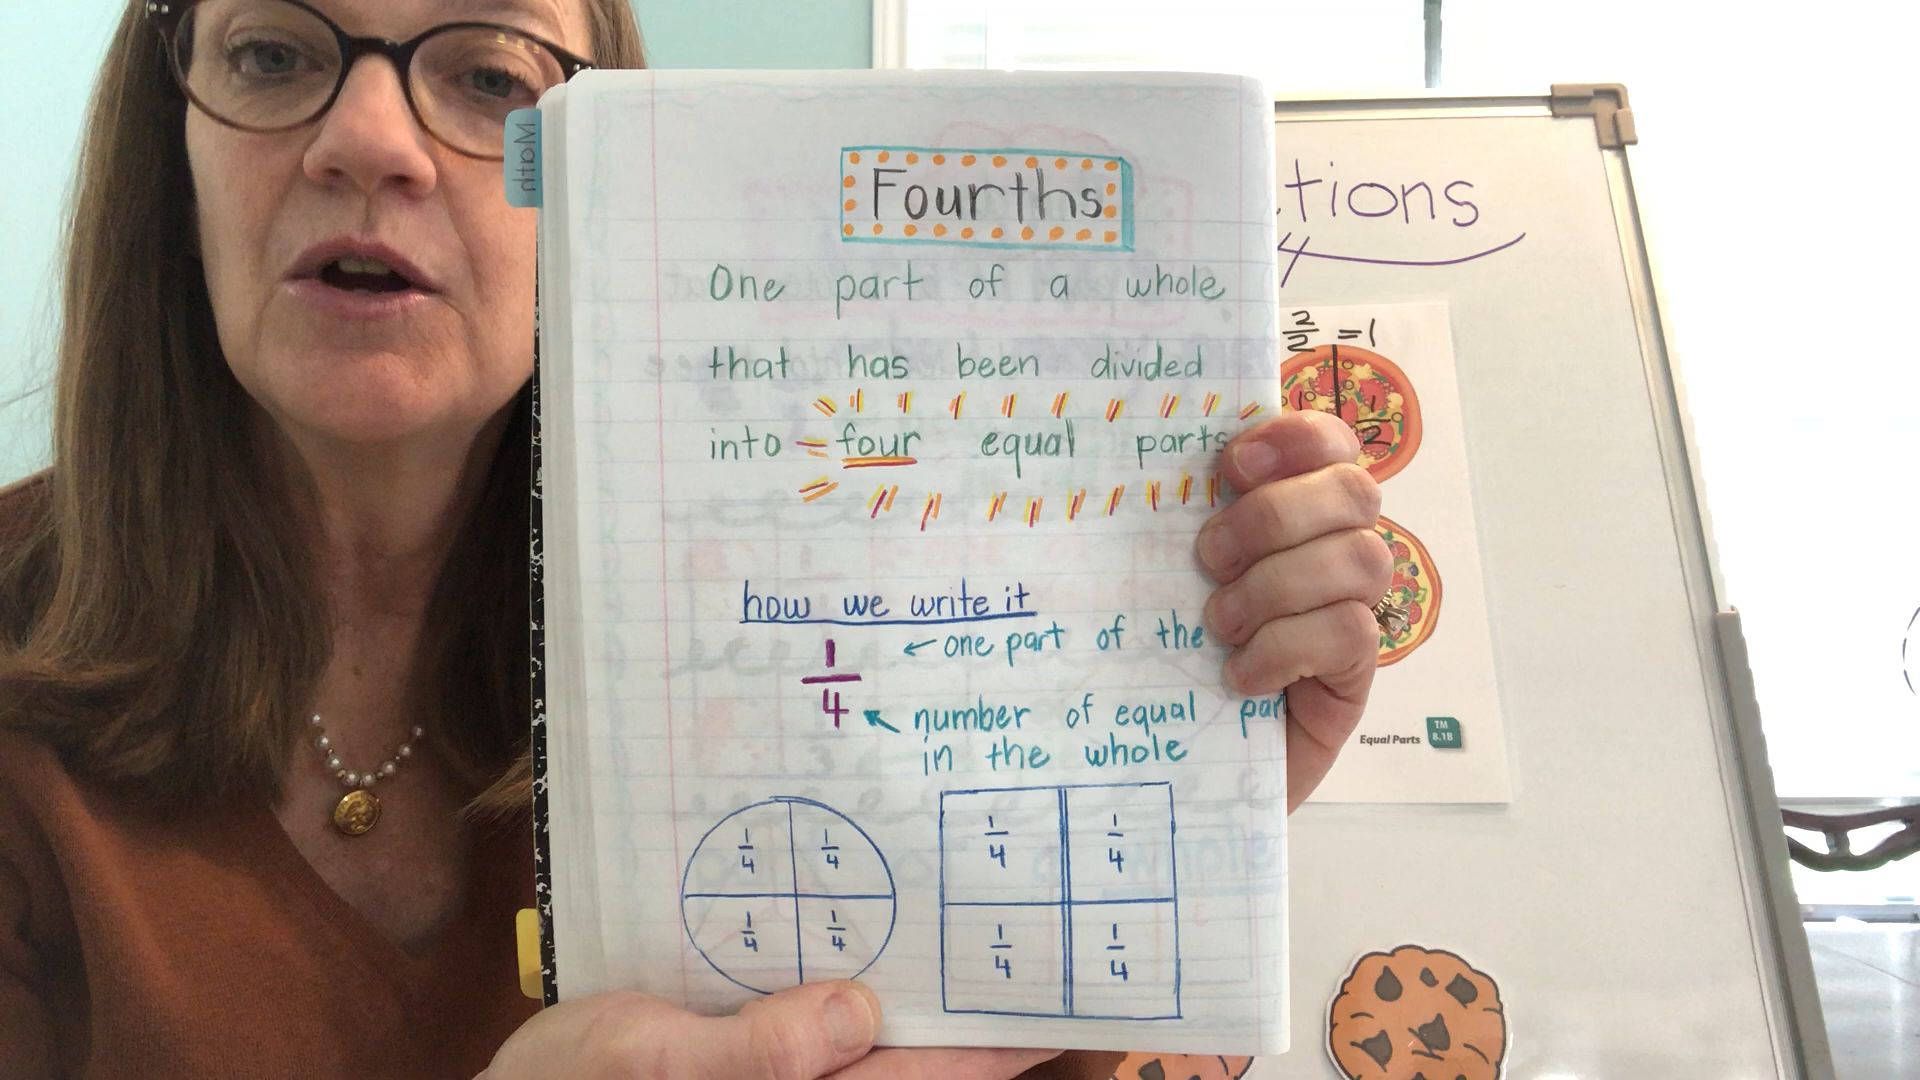 Math
Fourths
One part of a whole
that has been divided
into four equal parts
how we write it
1
4
one part of the
number of equal par
in the whole
1 1
4 4
1 1
4 4
1 1
4 4
1 1
4 4
tions
2
2 = 1
1
2
Equal Parts
TM
8.1B